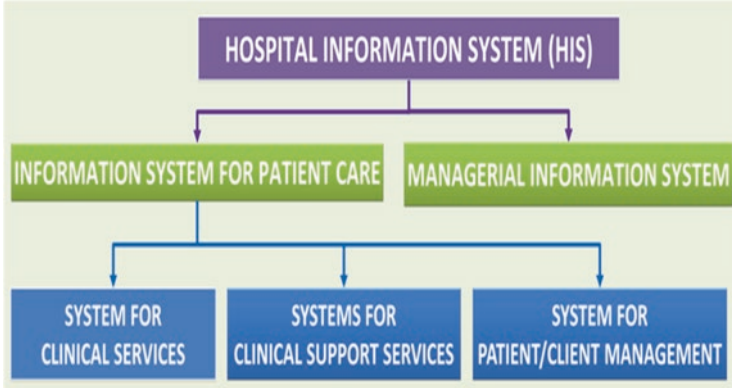 HOSPITAL INFORMATION SYSTEM (HIS)
INFORMATION SYSTEM FOR PATIENT CARE
MANAGERIAL INFORMATION SYSTEM
SYSTEM FOR
CLINICAL SERVICES
SYSTEMS FOR
CLINICAL SUPPORT SERVICES
SYSTEM FOR
PATIENT/CLIENT MANAGEMENT